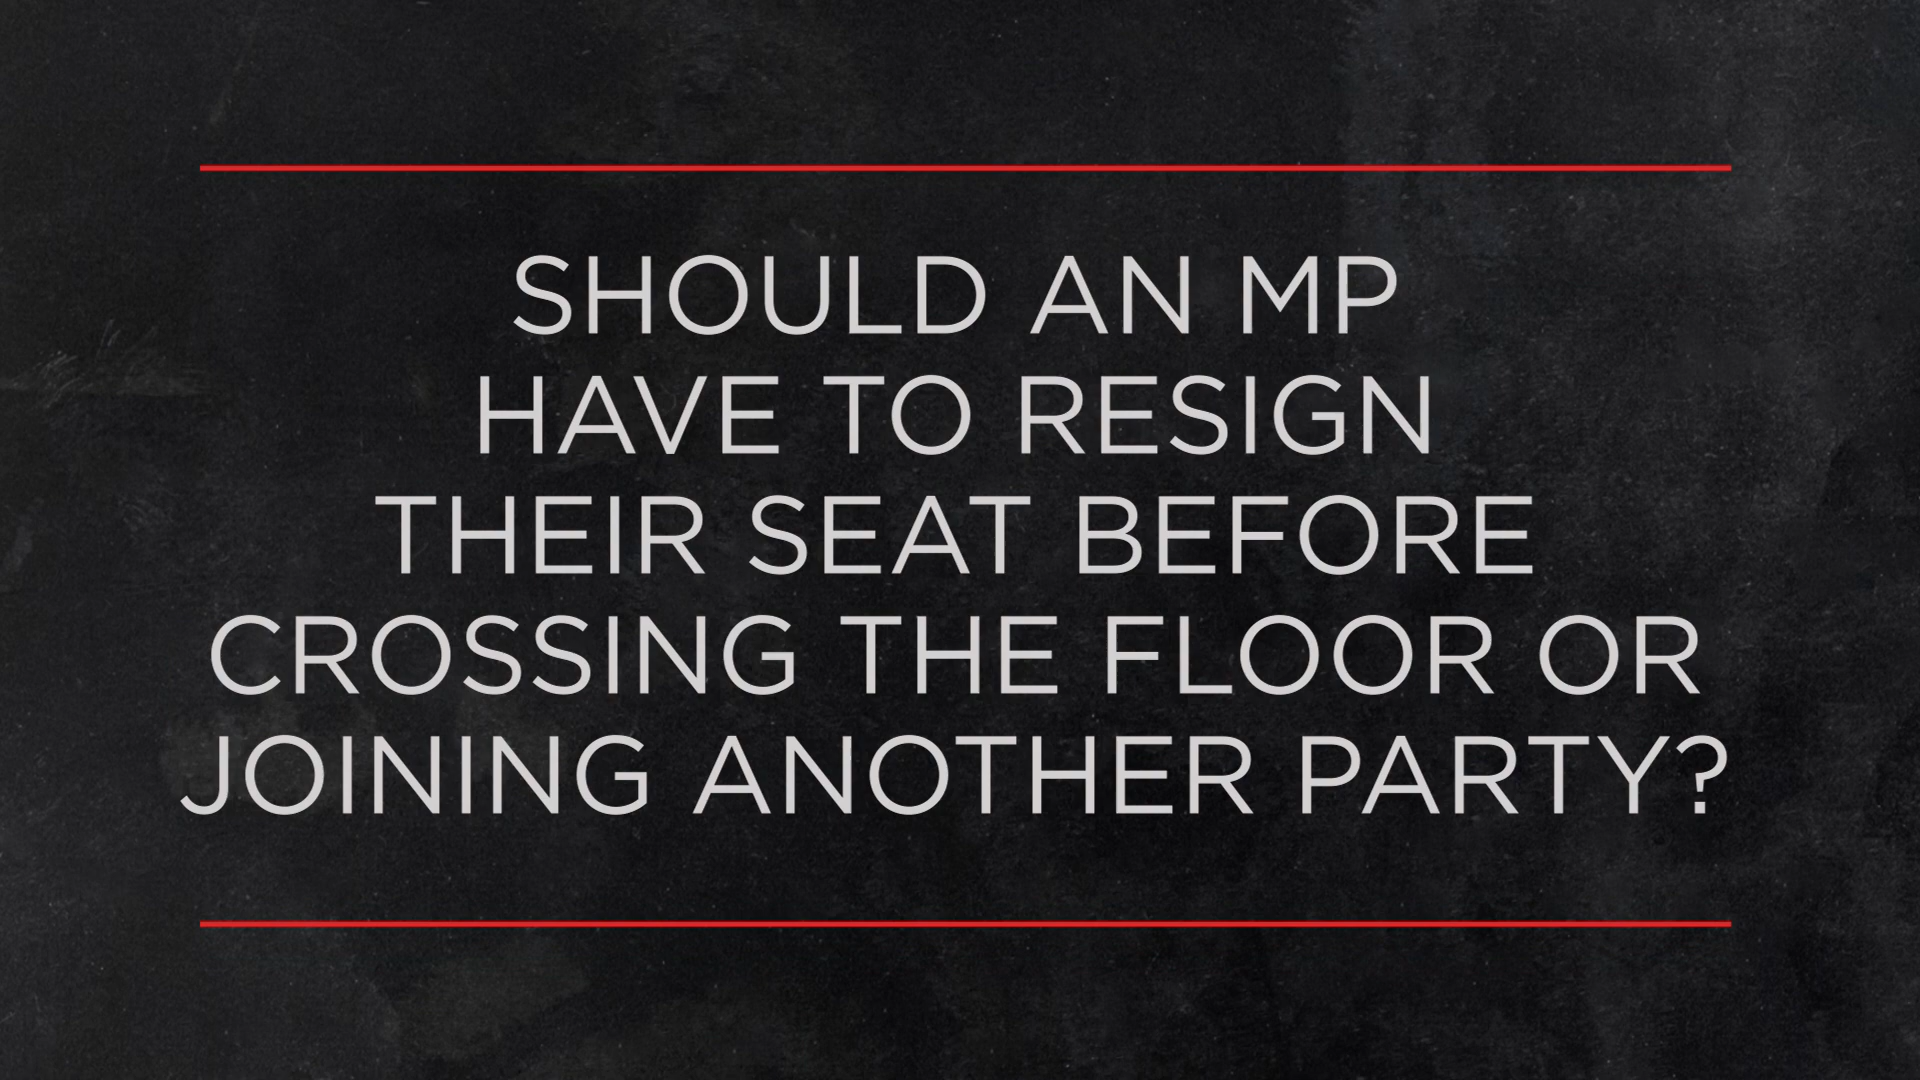 SHOULD AN MP
HAVE TO RESIGN
THEIR SEAT BEFORE
CROSSING THE FLOOR OR
JOINING ANOTHER PARTY?